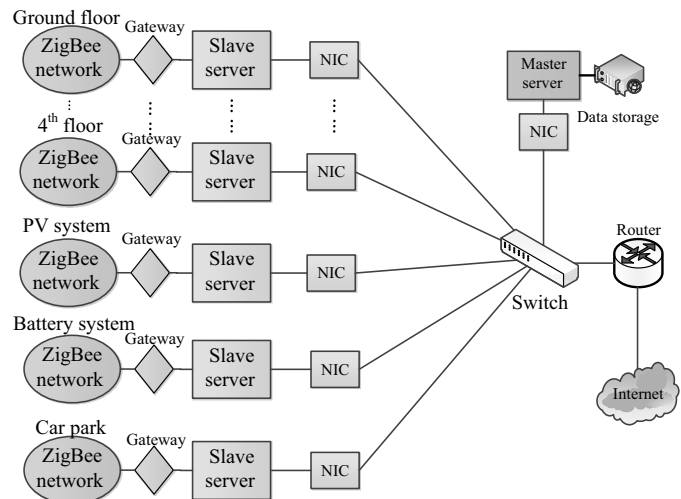 Ground floor
Gateway
ZigBee
network
Slave
server
NIC
Master
server
Data storage
NIC
4th floor
Gateway
ZigBee
network
Slave
server
NIC
PV system
Gateway
ZigBee
network
Slave
server
NIC
Switch
Router
Battery system
Gateway
ZigBee
network
Slave
server
NIC
Internet
Car park
Gateway
ZigBee
network
Slave
server
NIC